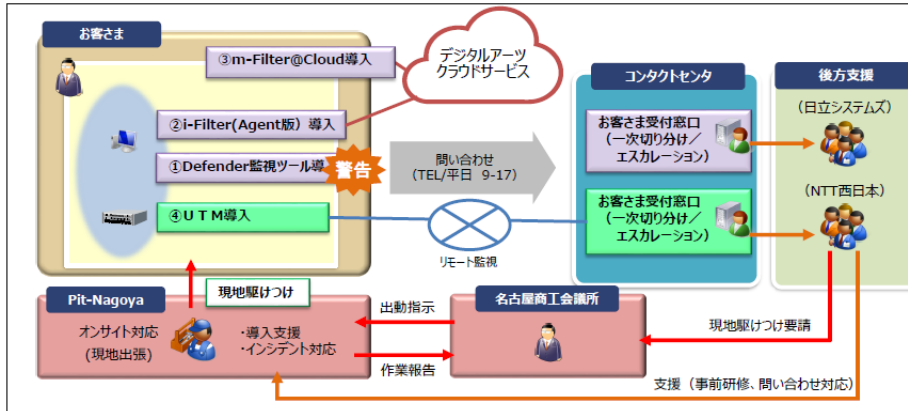 お客さま
③m-Filter@Cloud導入
デジタルアーツ
クラウドサービス
②i-Filter(Agent版）導入
①Defender監視ツール導
警告
④ＵＴＭ導入
問い合わせ
（TEL/平日 9-17）
リモート監視
コンタクトセンタ
お客さま受付窓口
（一次切り分け／
エスカレーション）
お客さま受付窓口
（一次切り分け／
エスカレーション）
後方支援
（日立システムズ）
（NTT西日本）
Pit-Nagoya
現地駆けつけ
オンサイト対応
(現地出張)
・導入支援
・インシデント対応
出動指示
作業報告
名古屋商工会議所
現地駆けつけ要請
支援（事前研修、問い合わせ対応）